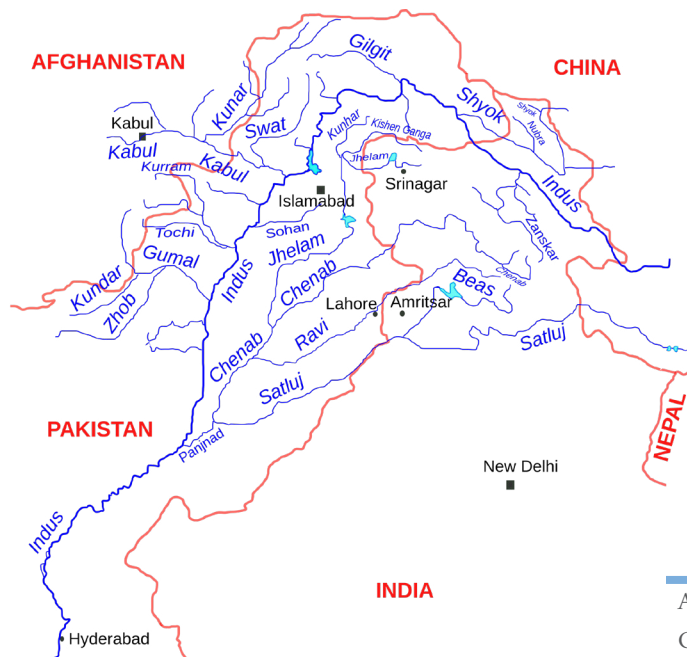 Gilgit
AFGHANISTAN
CHINA
Shyok
Kunar
Shyok
Kabul
Swat
Kunhar
Kishen Ganga
Nubra
Kabul
Kabul
Jhelam
Kurram
Srinagar
Indus
Islamabad
Zanskar
Tochi
Sohan
Jhelam
Gumal
Indus
Chenab
Chenab
Kundar
Beas
Zhob
Lahore
Amritsar
Ravi
Satluj
Chenab
Satluj
PAKISTAN
Panjnad
NEPAL
New Delhi
Indus
INDIA
A
C
Hyderabad